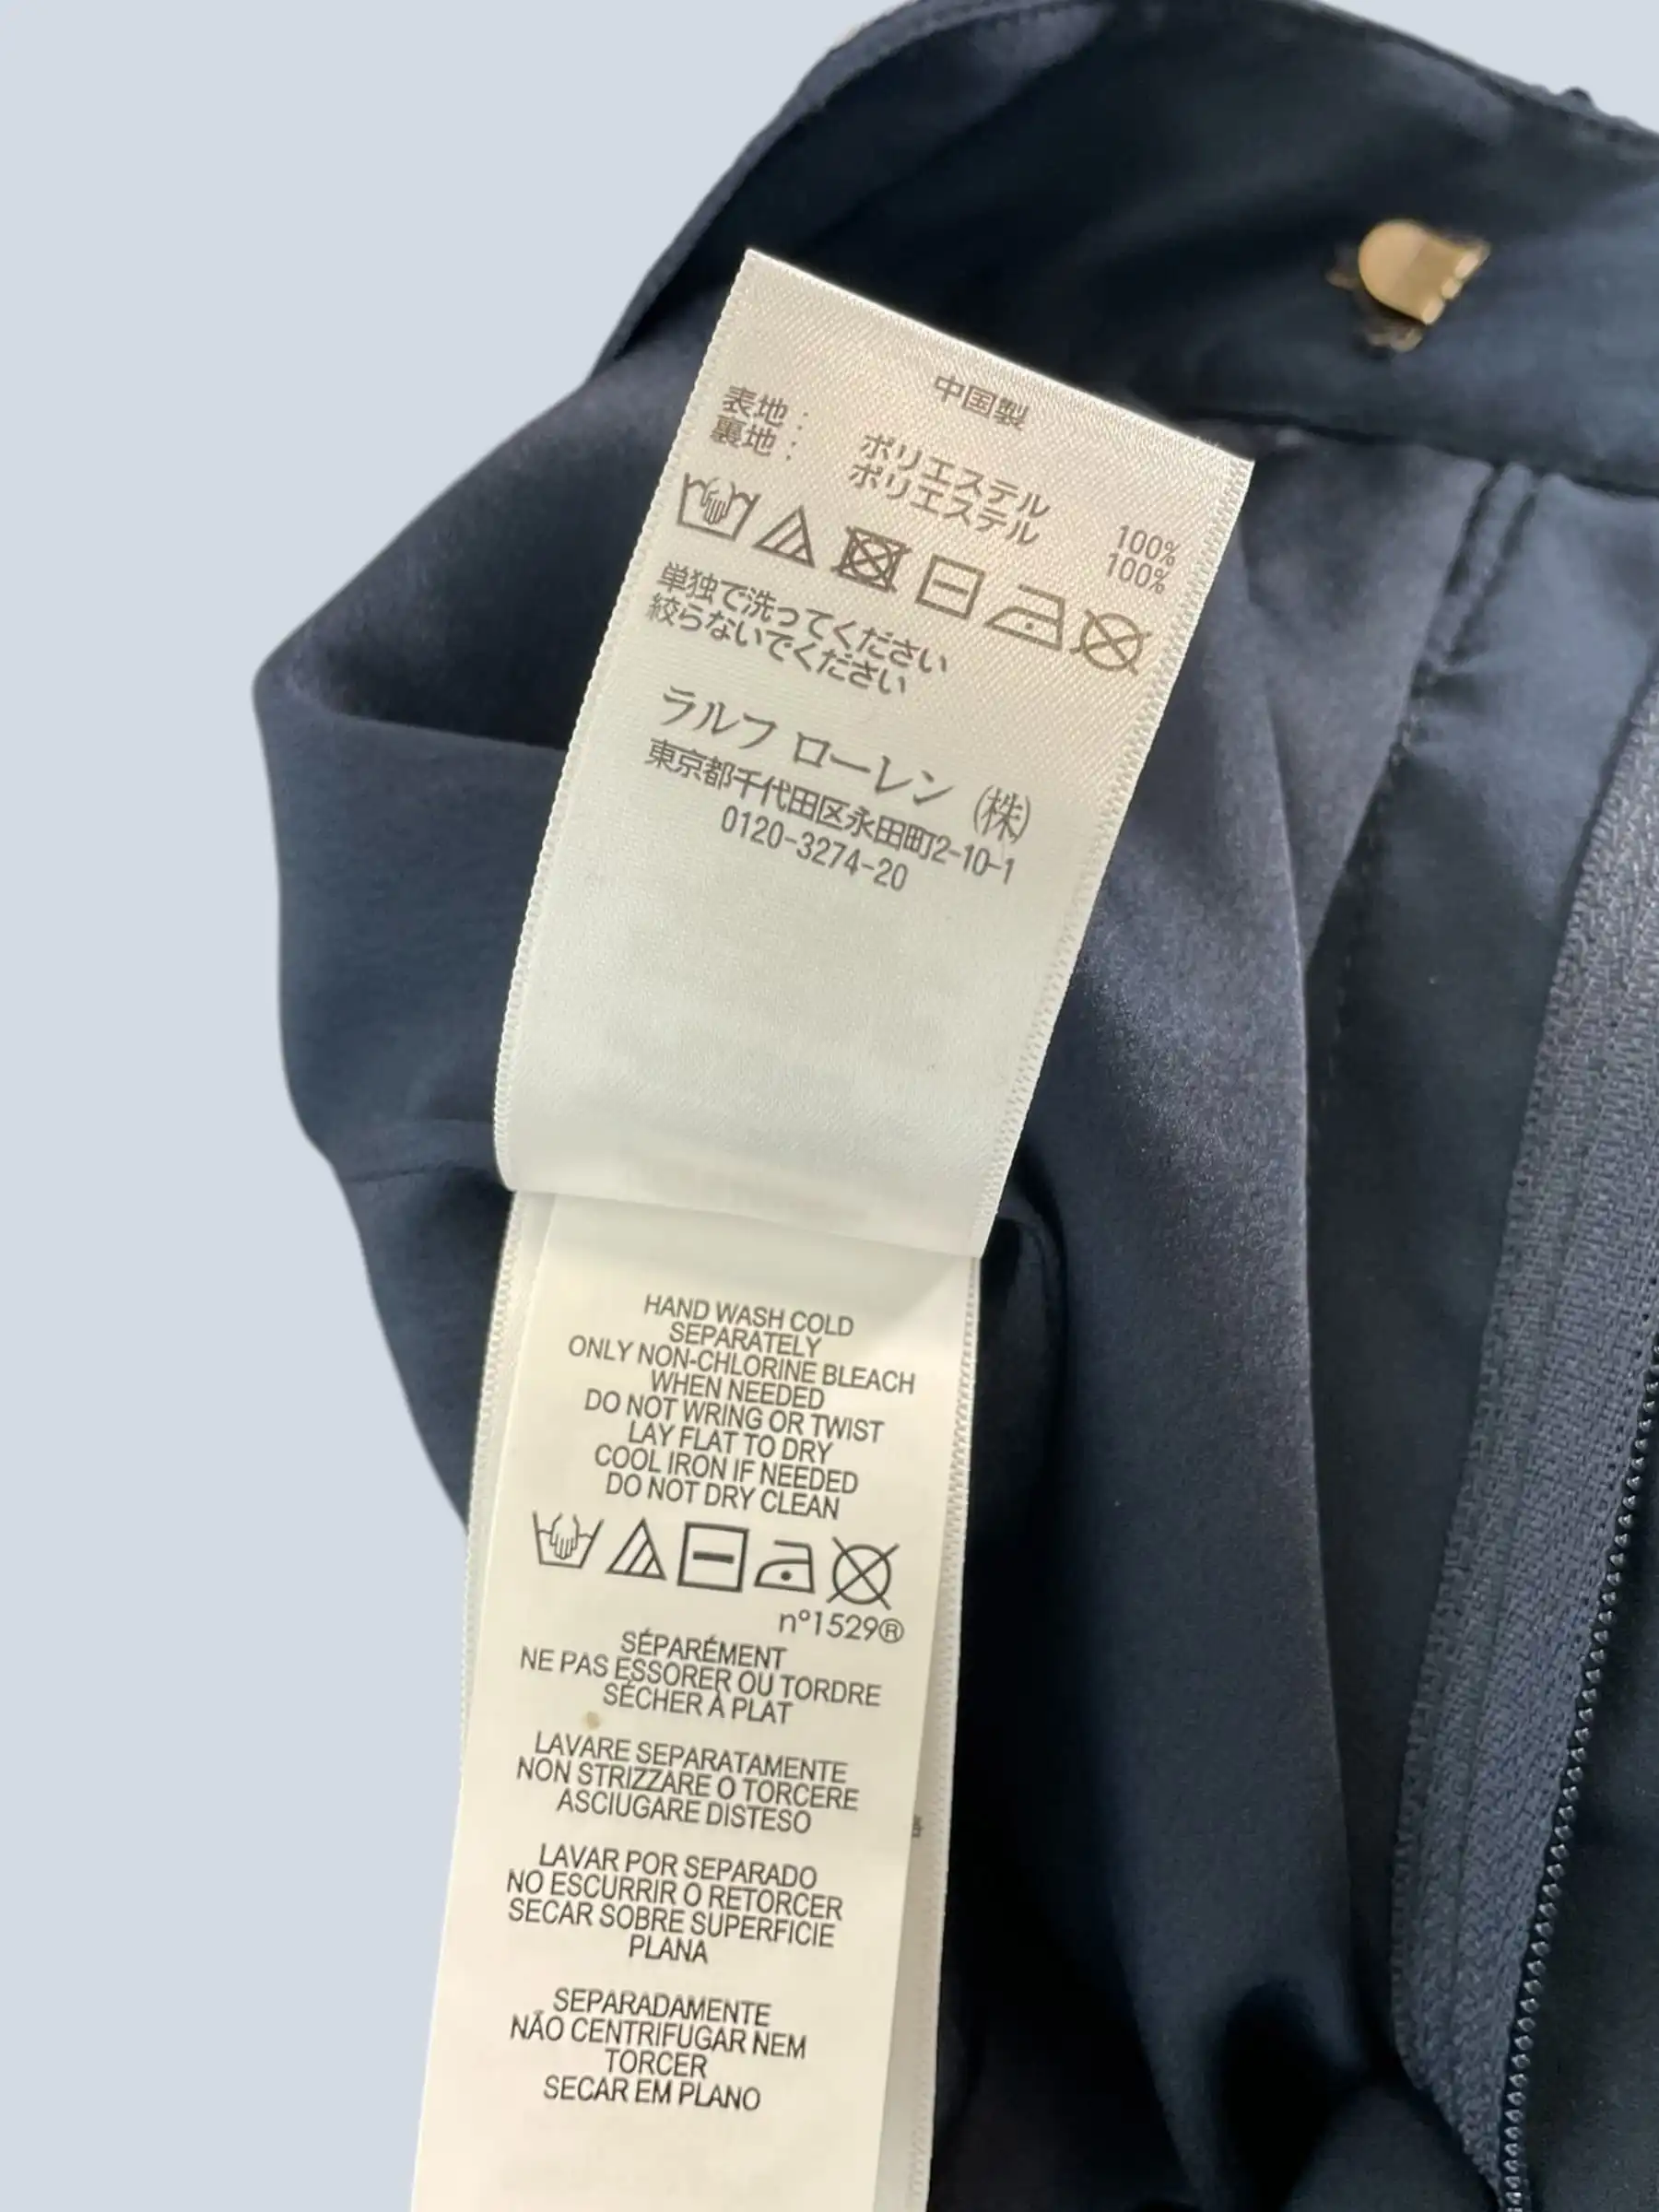 中国製
表地: ポリエステル 100%
裏地: ポリエステル 100%
単独で洗ってください
絞らないでください
ラルフ ローレン (株)
東京都千代田区永田町2-10-1
0120-3274-20
HAND WASH COLD
SEPARATELY
ONLY NON-CHLORINE BLEACH
WHEN NEEDED
DO NOT WRING OR TWIST
LAY FLAT TO DRY
COOL IRON IF NEEDED
DO NOT DRY CLEAN
n°1529®
SÉPARÉMENT
NE PAS ESSORER OU TORDRE
SÉCHER À PLAT
LAVARE SEPARATAMENTE
NON STRIZZARE O TORCERE
ASCIUGARE DISTESO
LAVAR POR SEPARADO
NO ESCURRIR O RETORCER
SECAR SOBRE SUPERFICIE
PLANA
SEPARADAMENTE
NÃO CENTRIFUGAR NEM
TORCER
SECAR EM PLANO